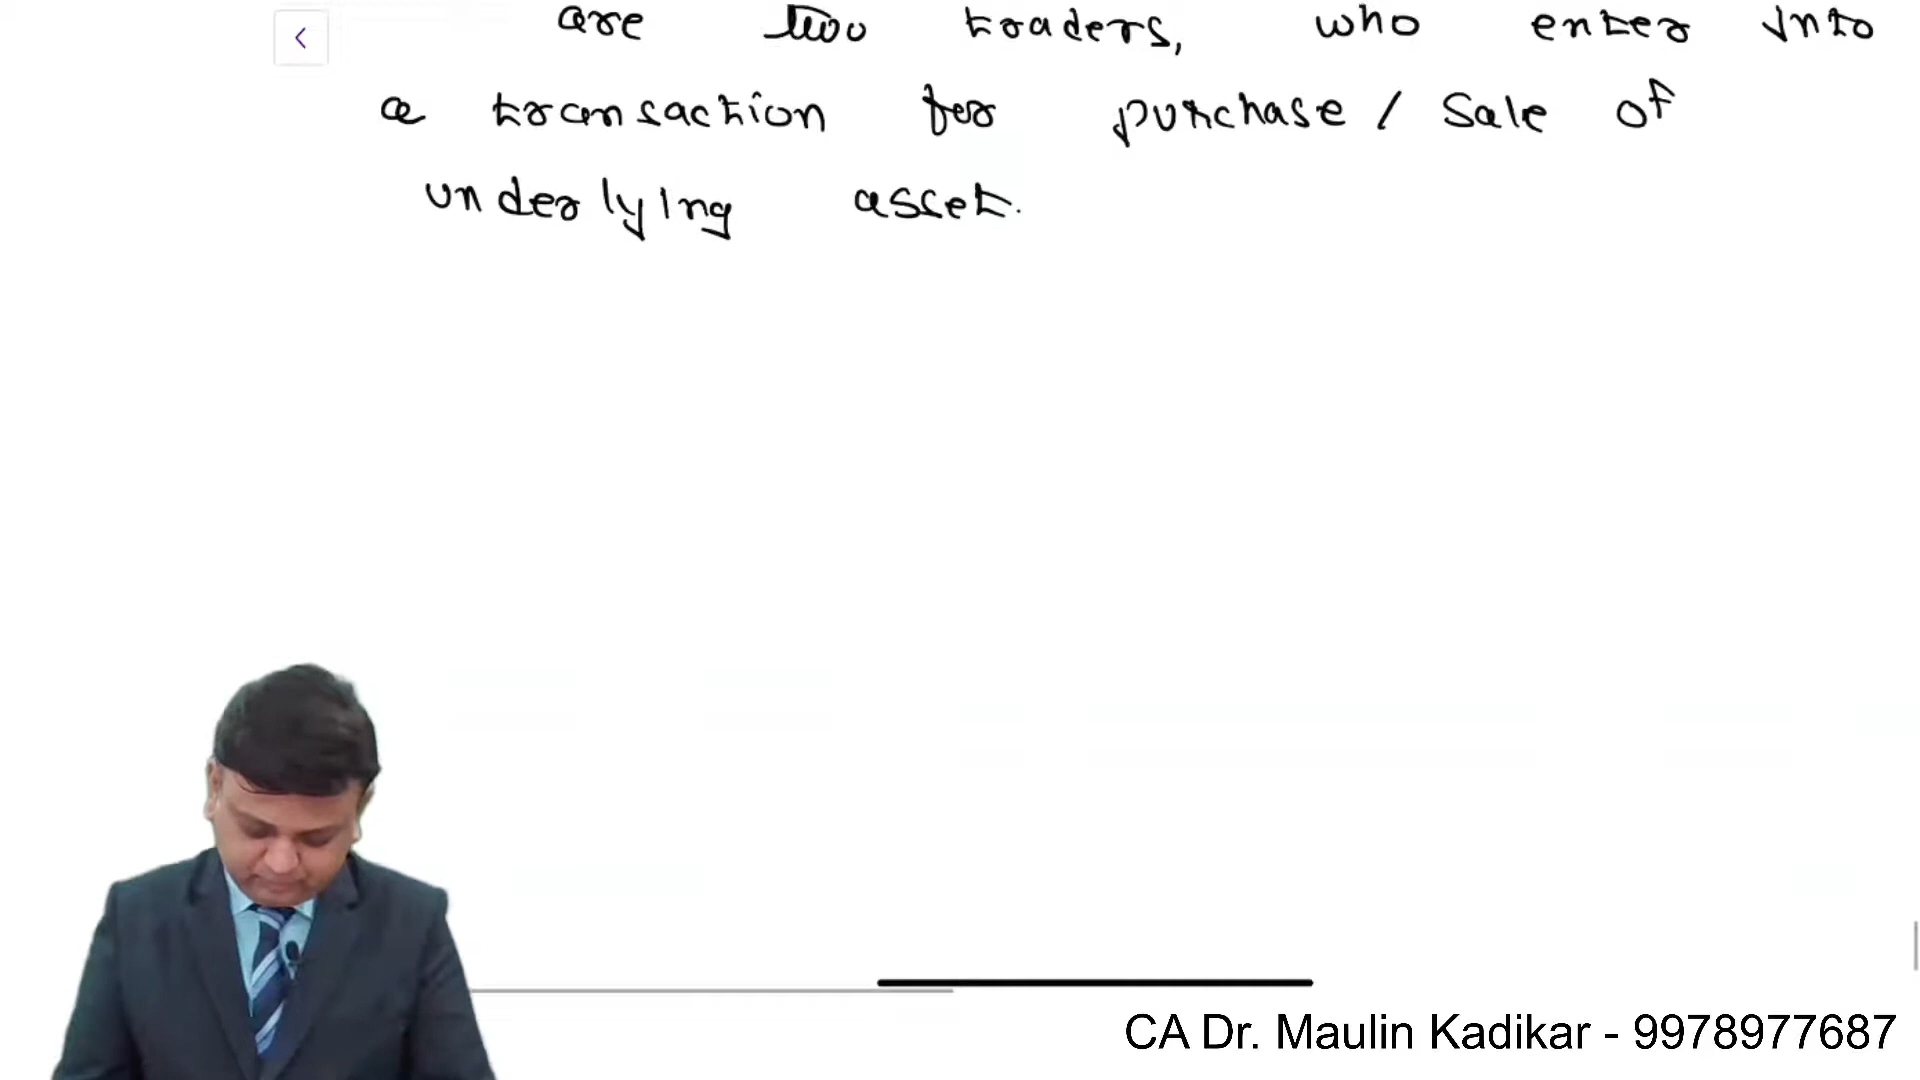 are two traders, who enter into
a transaction for purchase / Sale of
underlying asset.
CA Dr. Maulin Kadikar - 9978977687